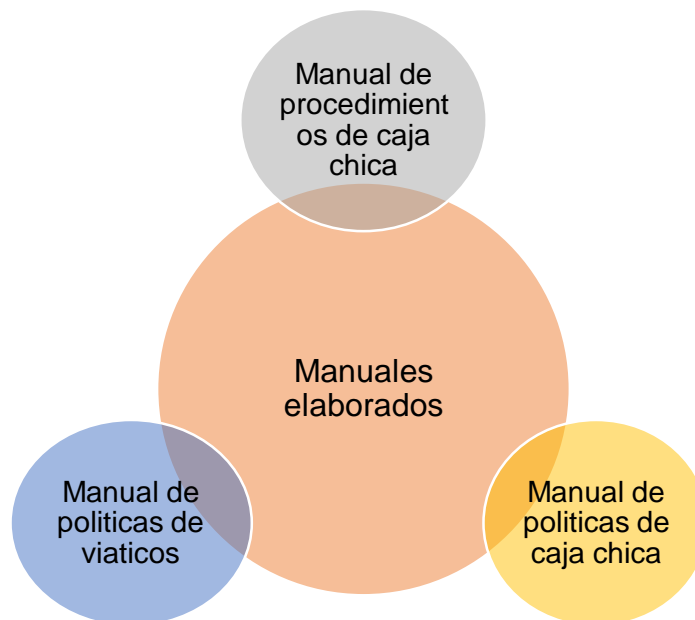 Manual de
procedimient
os de caja
chica
Manuales
elaborados
Manual de
politicas de
viaticos
Manual de
politicas de
caja chica